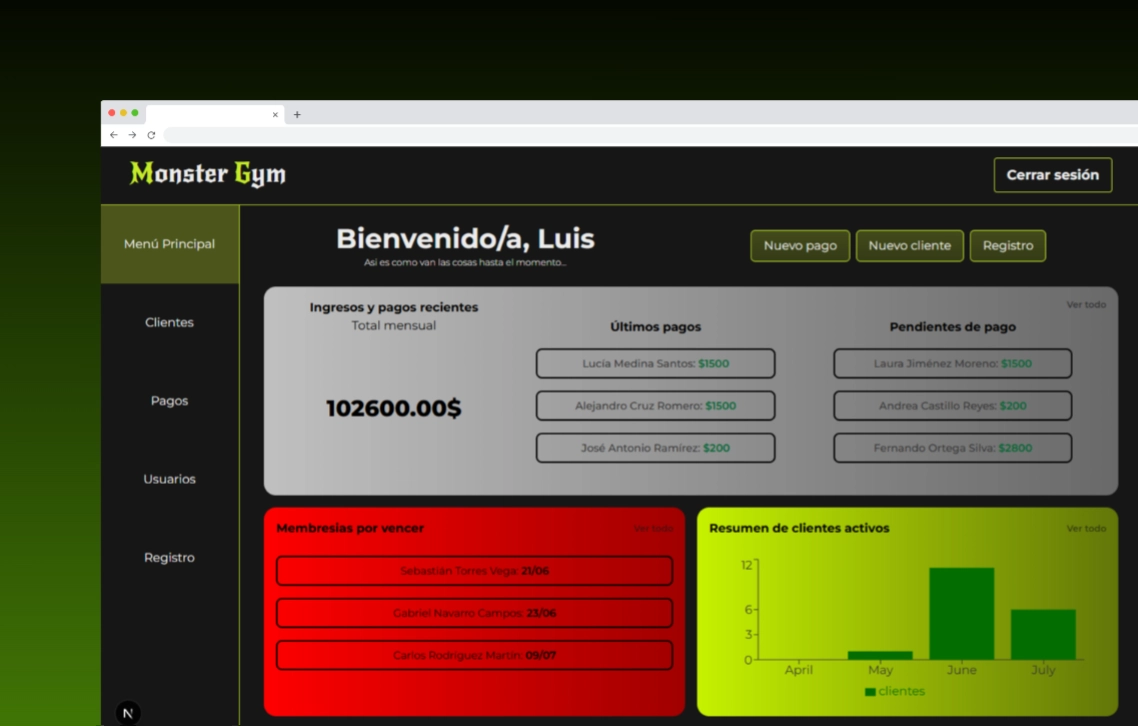 Monster Gym
Cerrar sesión
Menú Principal
Clientes
Pagos
Usuarios
Registro
Bienvenido/a, Luis
Asi es como van las cosas hasta el momento...
Nuevo pago
Nuevo cliente
Registro
Ingresos y pagos recientes
Total mensual
102600.00$
Últimos pagos
Lucía Medina Santos: $1500
Alejandro Cruz Romero: $1500
José Antonio Ramírez: $200
Ver todo
Pendientes de pago
Laura Jiménez Moreno: $1500
Andrea Castillo Reyes: $200
Fernando Ortega Silva: $2800
Membresias por vencer
Ver todo
Sebastián Torres Vega: 21/06
Gabriel Navarro Campos: 23/06
Carlos Rodríguez Martín: 09/07
Resumen de clientes activos
Ver todo
12
6
3
0
April May June July
clientes
N